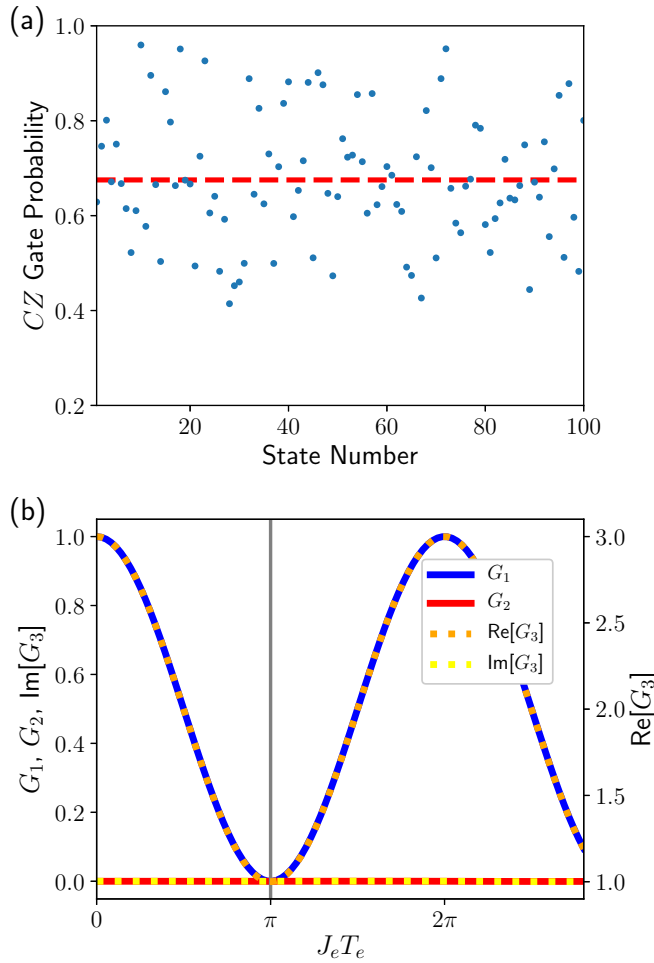 (a)
1.0
0.8
0.6
0.4
0.2
CZ Gate Probability
20 40 60 80 100
State Number
(b)
1.0
0.8
0.6
0.4
0.2
0.0
G₁, G₂, Im[G₃]
3.0
2.5
2.0
1.5
1.0
Re[G₃]
G₁
G₂
Re[G₃]
Im[G₃]
0 π 2π
JₑTₑ